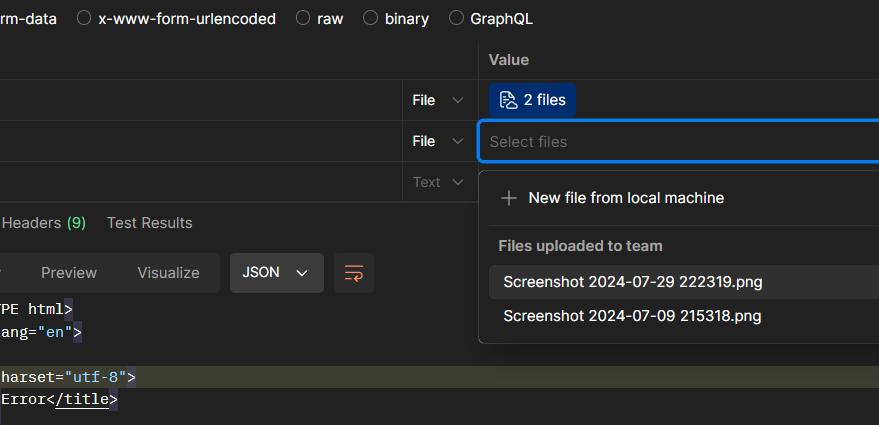 rm-data x-www-form-urlencoded raw binary GraphQL
Value
File 2 files
File Select files
Text
New file from local machine
Headers (9) Test Results
Files uploaded to team
Preview Visualize JSON
Screenshot 2024-07-29 222319.png
YPE html>
Screenshot 2024-07-09 215318.png
ang="en">
harset="utf-8">
Error</title>